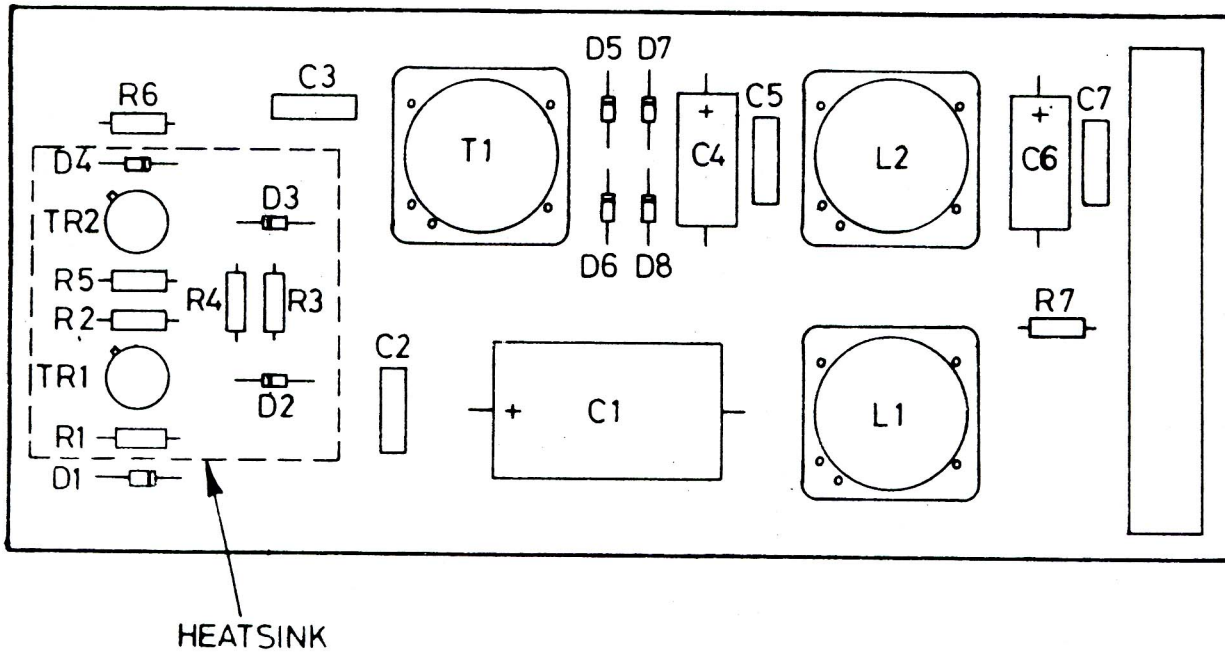 D5 D7
R6
C3
C5
C7
D4
T1
+
C4
L2
+
C6
D3
TR2
D6 D8
R5
R4
R3
R2
R7
C2
TR1
D2
+
C1
L1
R1
D1
HEATSINK